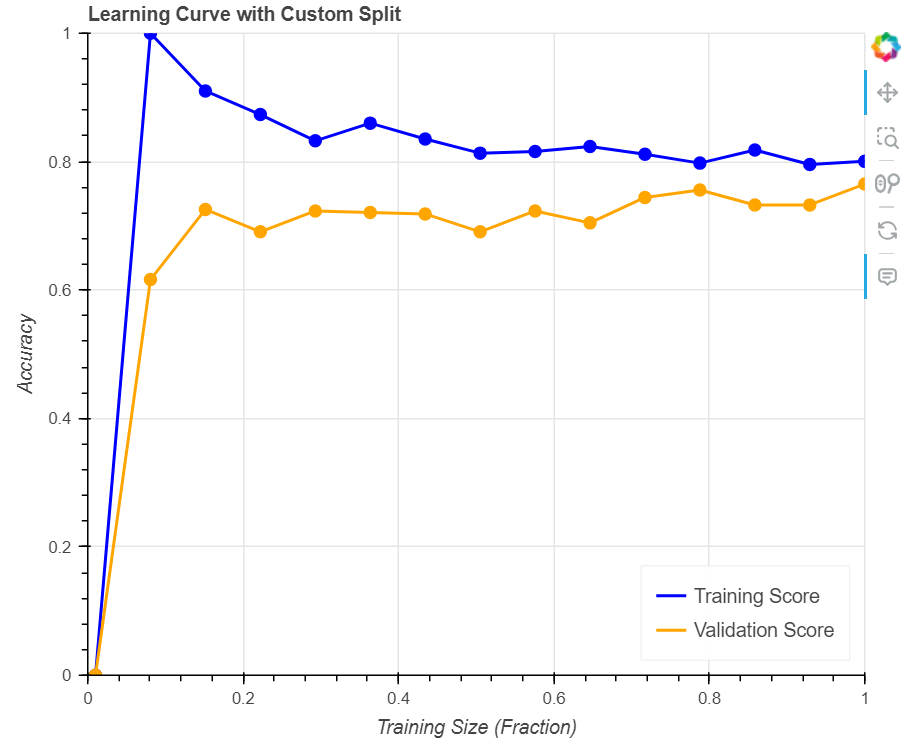 Learning Curve with Custom Split
1
0.8
0.6
0.4
0.2
0
Accuracy
0
0.2
0.4
0.6
0.8
1
Training Size (Fraction)
Training Score
Validation Score